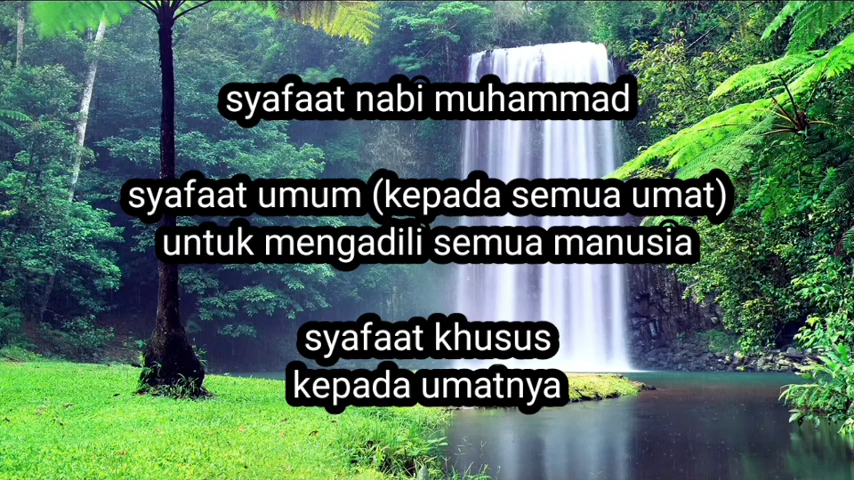 syafaat nabi muhammad
syafaat umum (kepada semua umat)
untuk mengadili semua manusia
syafaat khusus
kepada umatnya